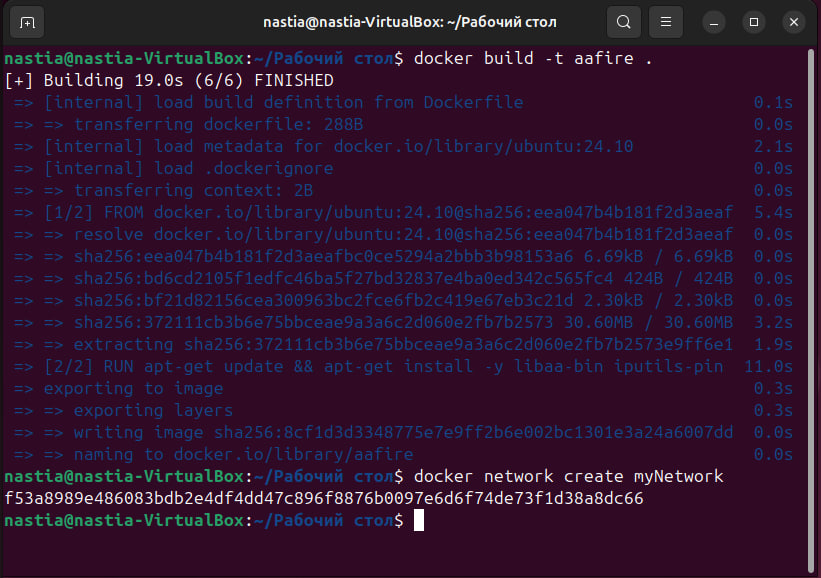 nastia@nastia-VirtualBox: ~/Рабочий стол
nastia@nastia-VirtualBox:~/Рабочий стол$ docker build -t aafire .
[+] Building 19.0s (6/6) FINISHED
=> [internal] load build definition from Dockerfile 0.1s
=> => transferring dockerfile: 288B 0.0s
=> [internal] load metadata for docker.io/library/ubuntu:24.10 2.1s
=> [internal] load .dockerignore 0.0s
=> => transferring context: 2B 0.0s
=> [1/2] FROM docker.io/library/ubuntu:24.10@sha256:eea047b4b181f2d3aeaf 5.4s
=> => resolve docker.io/library/ubuntu:24.10@sha256:eea047b4b181f2d3aeaf 0.0s
=> => sha256:eea047b4b181f2d3aeafbc0ce5294a2bbb3b98153a6 6.69kB / 6.69kB 0.0s
=> => sha256:bd6cd2105f1edfc46ba5f27bd32837e4ba0ed342c565fc4 424B / 424B 0.0s
=> => sha256:bf21d82156cea300963bc2fce6fb2c419e67eb3c21d 2.30kB / 2.30kB 0.0s
=> => sha256:372111cb3b6e75bbceae9a3a6c2d060e2fb7b2573 30.60MB / 30.60MB 3.2s
=> => extracting sha256:372111cb3b6e75bbceae9a3a6c2d060e2fb7b2573e9ff6e1 1.9s
=> [2/2] RUN apt-get update && apt-get install -y libaa-bin iputils-pin 11.0s
=> exporting to image 0.3s
=> => exporting layers 0.3s
=> => writing image sha256:8cf1d3d3348775e7e9ff2b6e002bc1301e3a24a6007dd 0.0s
=> => naming to docker.io/library/aafire 0.0s
nastia@nastia-VirtualBox:~/Рабочий стол$ docker network create myNetwork
f53a8989e486083bdb2e4df4dd47c896f8876b0097e6d6f74de73f1d38a8dc66
nastia@nastia-VirtualBox:~/Рабочий стол$